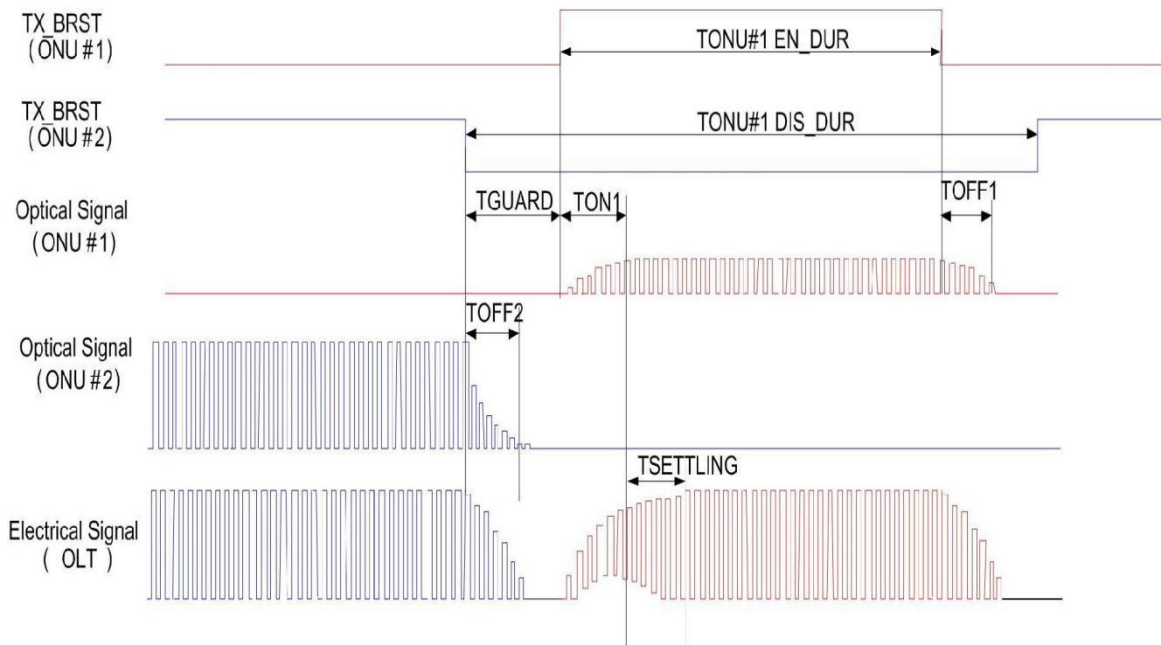 TX_BRST
(ONU #1)
TONU#1 EN_DUR
TX_BRST
(ONU #2)
TONU#1 DIS_DUR
TGUARD
TON1
TOFF1
Optical Signal
(ONU #1)
TOFF2
Optical Signal
(ONU #2)
TSETTLING
Electrical Signal
( OLT )